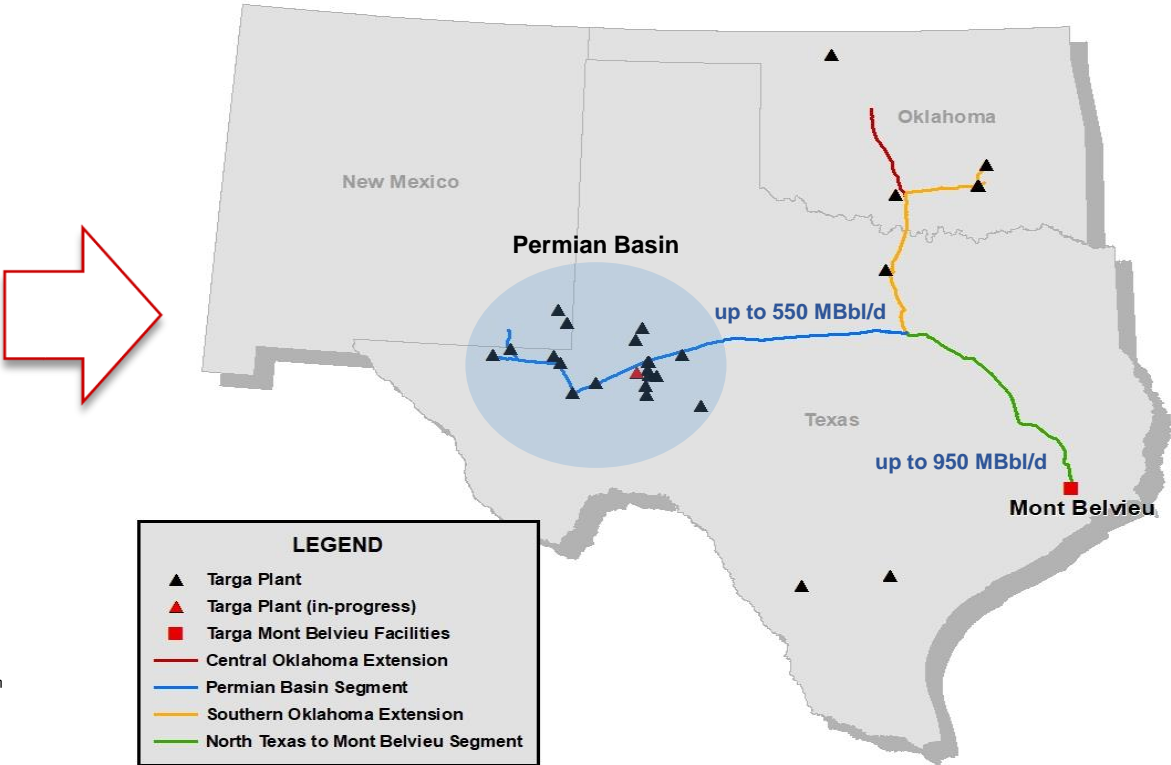 Oklahoma
New Mexico
Permian Basin
up to 550 MBbl/d
Texas
up to 950 MBbl/d
Mont Belvieu
LEGEND
Targa Plant
Targa Plant (in-progress)
Targa Mont Belvieu Facilities
Central Oklahoma Extension
Permian Basin Segment
Southern Oklahoma Extension
North Texas to Mont Belvieu Segment